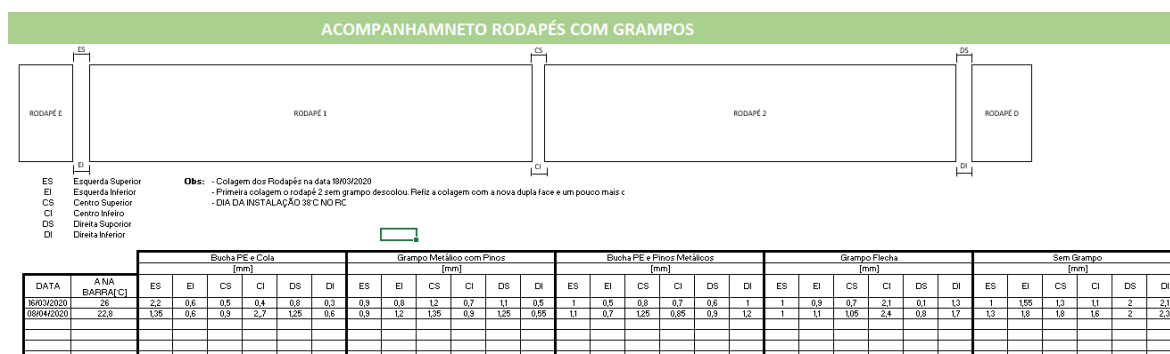 ACOMPANHAMNETO RODAPÉS COM GRAMPOS
ES CS DS
RODAPÉ E RODAPÉ 1 RODAPÉ 2 RODAPÉ D
EI CI DI
ES Esquerda Superior Obs: - Colagem dos Rodapés na data 18/03/2020
EI Esquerda Inferior - Primeira colagem o rodapé 2 sem grampo descolou. Refiz a colagem com a nova dupla face e um pouco mais c
CS Centro Superior - DIA DA INSTALAÇÃO 38°C NO RC
CI Centro Infeiro
DS Direita Suporior
DI Direita Inferior
Bucha PE e Cola Grampo Metálico com Pinos Bucha PE e Pinos Metálicos Grampo Flecha Sem Grampo
[mm] [mm] [mm] [mm] [mm]
DATA A NA BARRA[°C] ES EI CS CI DS DI ES EI CS CI DS DI ES EI CS CI DS DI ES EI CS CI DS DI ES EI CS CI DS DI
16/03/2020 26 2,2 0,6 0,5 0,4 0,8 0,3 0,9 0,8 1,2 0,7 1,1 0,5 1 0,5 0,8 0,7 0,6 1 1 0,9 0,7 2,1 0,1 1,3 1 1,55 1,3 1,1 2 2,1
08/04/2020 22,8 1,35 0,6 0,9 2,7 1,25 0,6 0,9 1,2 1,35 0,9 1,25 0,55 1,1 0,7 1,25 0,85 0,9 1,2 1 1,1 1,05 2,4 0,8 1,7 1,3 1,8 1,8 1,6 2 2,3